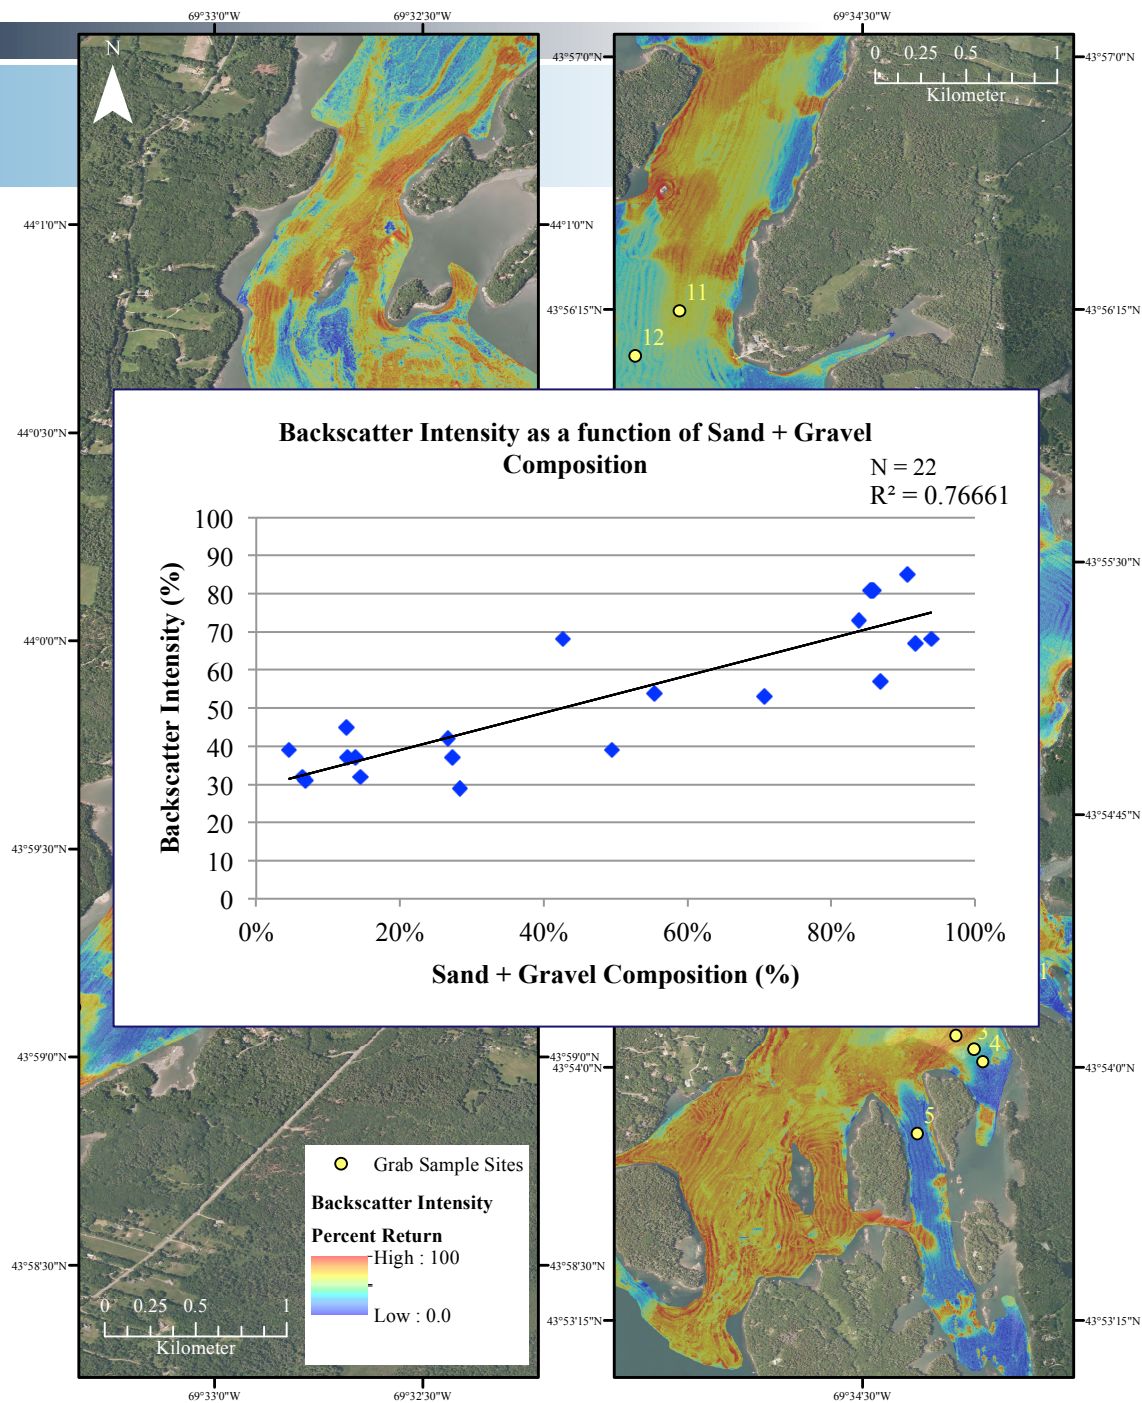 69°33'0"W
69°32'30"W
69°34'30"W
N
0 0.25 0.5 1
Kilometer
43°57'0"N
44°1'0"N
44°1'0"N
11
43°56'15"N
12
44°0'30"N
Backscatter Intensity as a function of Sand + Gravel
Composition
N = 22
R² = 0.76661
100
90
80
70
60
50
40
30
20
10
0
Backscatter Intensity (%)
0% 20% 40% 60% 80% 100%
Sand + Gravel Composition (%)
43°55'30"N
44°0'0"N
43°54'45"N
43°59'30"N
1
43°59'0"N
43°59'0"N
4
43°54'0"N
5
Grab Sample Sites
Backscatter Intensity
Percent Return
High : 100
Low : 0.0
43°58'30"N
43°58'30"N
0 0.25 0.5 1
Kilometer
43°53'15"N
43°53'15"N
69°33'0"W
69°32'30"W
69°34'30"W